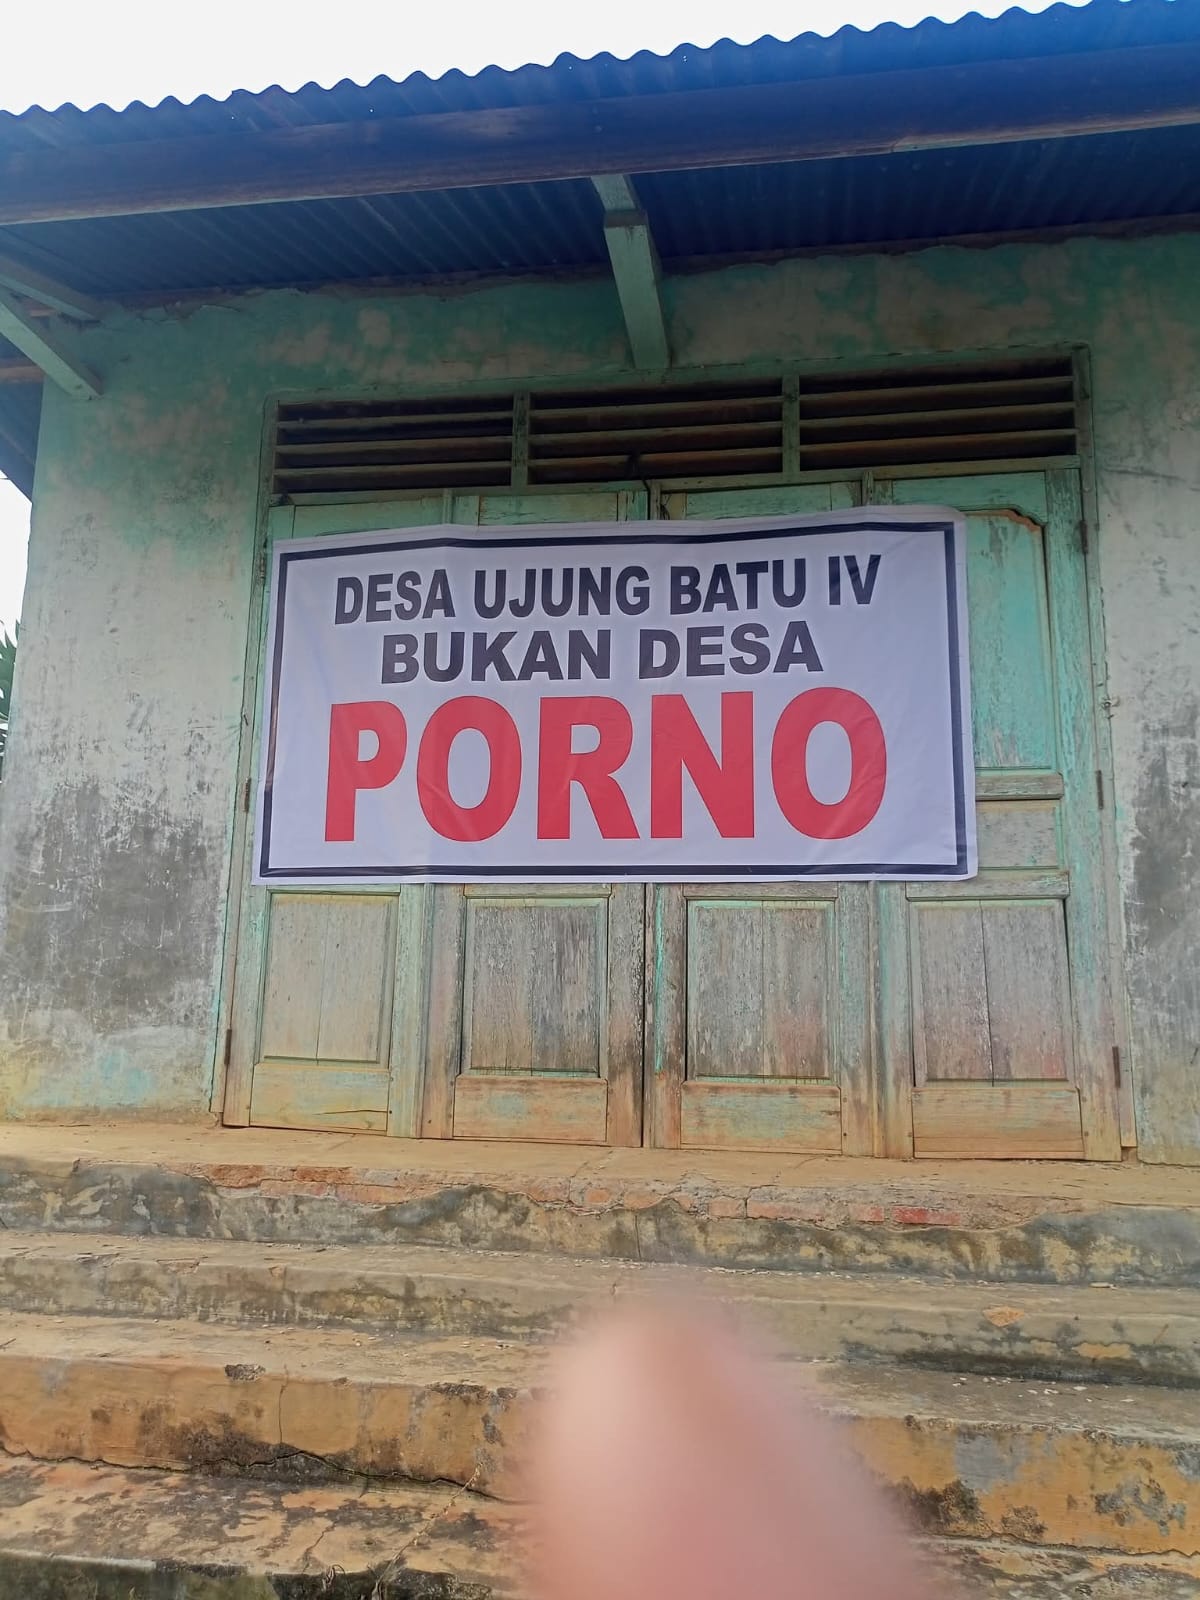 DESA UJUNG BATU IV
BUKAN DESA
PORNO